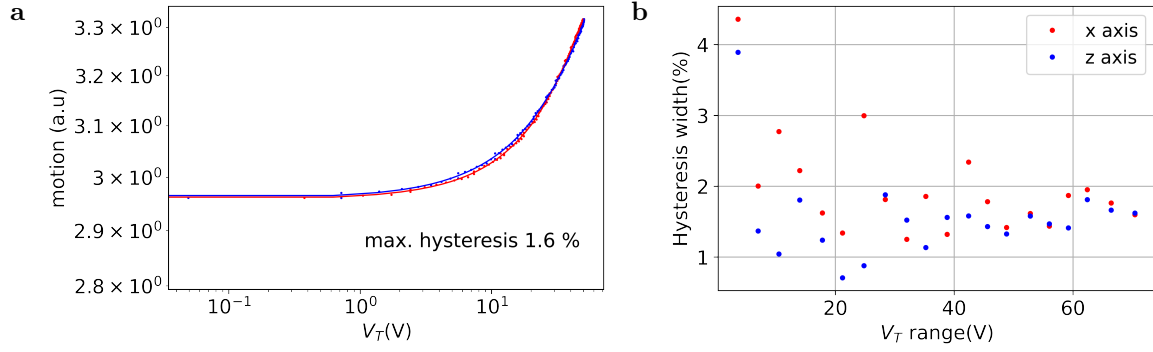 a
3.3 × 10⁰
3.2 × 10⁰
3.1 × 10⁰
3 × 10⁰
2.9 × 10⁰
2.8 × 10⁰
motion (a.u)
max. hysteresis 1.6 %
10⁻¹ 10⁰ 10¹
V_T(V)
b
4
3
2
1
Hysteresis width(%)
x axis
z axis
20 40 60
V_T range(V)